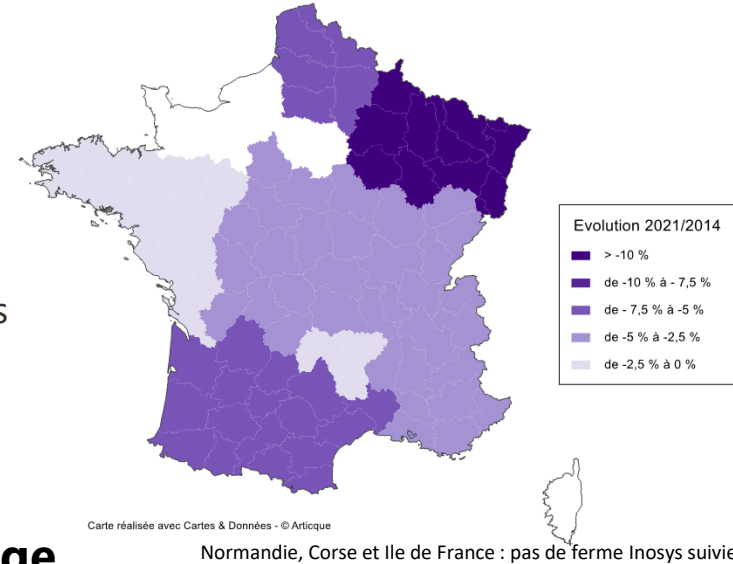 Evolution 2021/2014
> -10 %
de -10 % à - 7,5 %
de - 7,5 % à -5 %
de -5 % à -2,5 %
de -2,5 % à 0 %
s
Carte réalisée avec Cartes & Données - © Articque
ge
Normandie, Corse et Ile de France : pas de ferme Inosys suivie